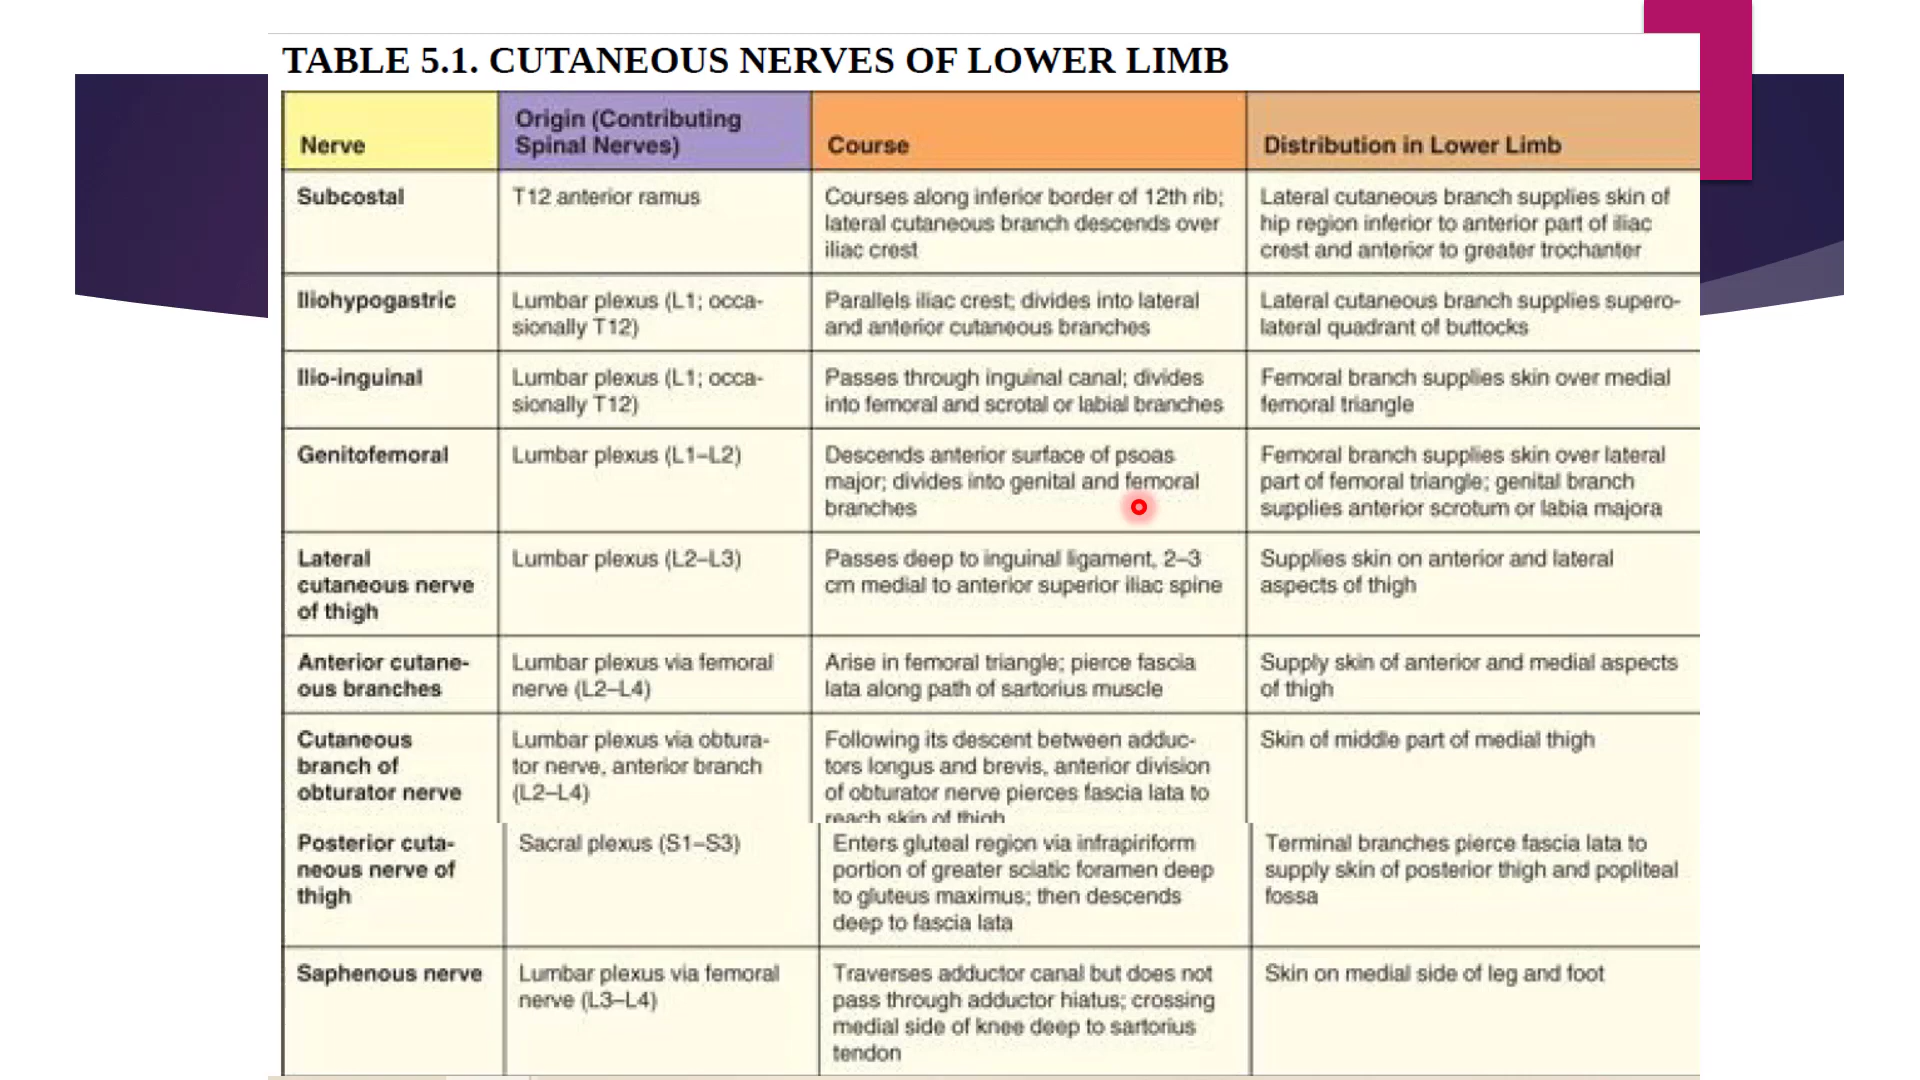 TABLE 5.1. CUTANEOUS NERVES OF LOWER LIMB
Nerve
Origin (Contributing
Spinal Nerves)
Course
Distribution in Lower Limb
Subcostal
T12 anterior ramus
Courses along inferior border of 12th rib;
lateral cutaneous branch descends over
iliac crest
Lateral cutaneous branch supplies skin of
hip region inferior to anterior part of iliac
crest and anterior to greater trochanter
Iliohypogastric
Lumbar plexus (L1; occa-
sionally T12)
Parallels iliac crest; divides into lateral
and anterior cutaneous branches
Lateral cutaneous branch supplies supero-
lateral quadrant of buttocks
Ilio-inguinal
Lumbar plexus (L1; occa-
sionally T12)
Passes through inguinal canal; divides
into femoral and scrotal or labial branches
Femoral branch supplies skin over medial
femoral triangle
Genitofemoral
Lumbar plexus (L1–L2)
Descends anterior surface of psoas
major; divides into genital and femoral
branches
Femoral branch supplies skin over lateral
part of femoral triangle; genital branch
supplies anterior scrotum or labia majora
Lateral
cutaneous nerve
of thigh
Lumbar plexus (L2–L3)
Passes deep to inguinal ligament, 2–3
cm medial to anterior superior iliac spine
Supplies skin on anterior and lateral
aspects of thigh
Anterior cutane-
ous branches
Lumbar plexus via femoral
nerve (L2–L4)
Arise in femoral triangle; pierce fascia
lata along path of sartorius muscle
Supply skin of anterior and medial aspects
of thigh
Cutaneous
branch of
obturator nerve
Lumbar plexus via obtura-
tor nerve, anterior branch
(L2–L4)
Following its descent between adduc-
tors longus and brevis, anterior division
of obturator nerve pierces fascia lata to
reach skin of thigh
Skin of middle part of medial thigh
Posterior cuta-
neous nerve of
thigh
Sacral plexus (S1–S3)
Enters gluteal region via infrapiriform
portion of greater sciatic foramen deep
to gluteus maximus; then descends
deep to fascia lata
Terminal branches pierce fascia lata to
supply skin of posterior thigh and popliteal
fossa
Saphenous nerve
Lumbar plexus via femoral
nerve (L3–L4)
Traverses adductor canal but does not
pass through adductor hiatus; crossing
medial side of knee deep to sartorius
tendon
Skin on medial side of leg and foot